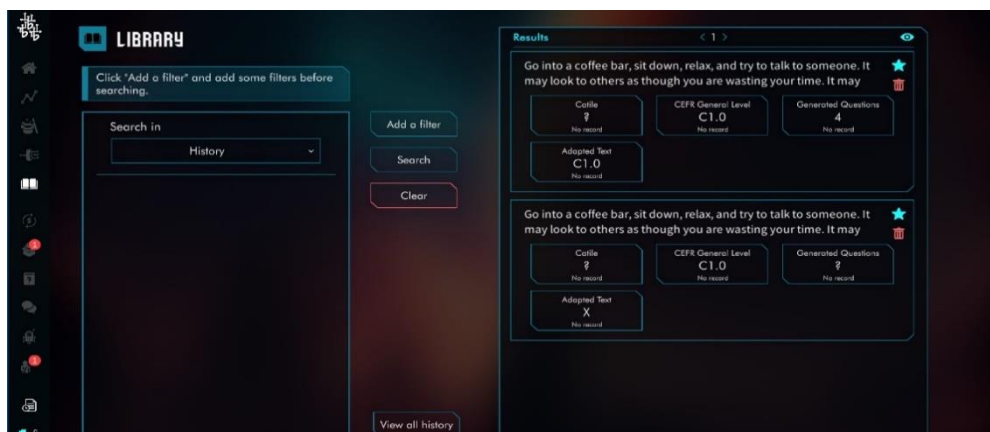 LIBRARY
Click "Add a filter" and add some filters before
searching.
Search in
History
Add a filter
Search
Clear
View all history
Results
< 1 >
Go into a coffee bar, sit down, relax, and try to talk to someone. It
may look to others as though you are wasting your time. It may
Catile
?
No record
CEFR General Level
C1.0
No record
Generated Questions
4
No record
Adapted Text
C1.0
No record
Go into a coffee bar, sit down, relax, and try to talk to someone. It
may look to others as though you are wasting your time. It may
Catile
?
No record
CEFR General Level
C1.0
No record
Generated Questions
?
No record
Adapted Text
X
No record
1
1